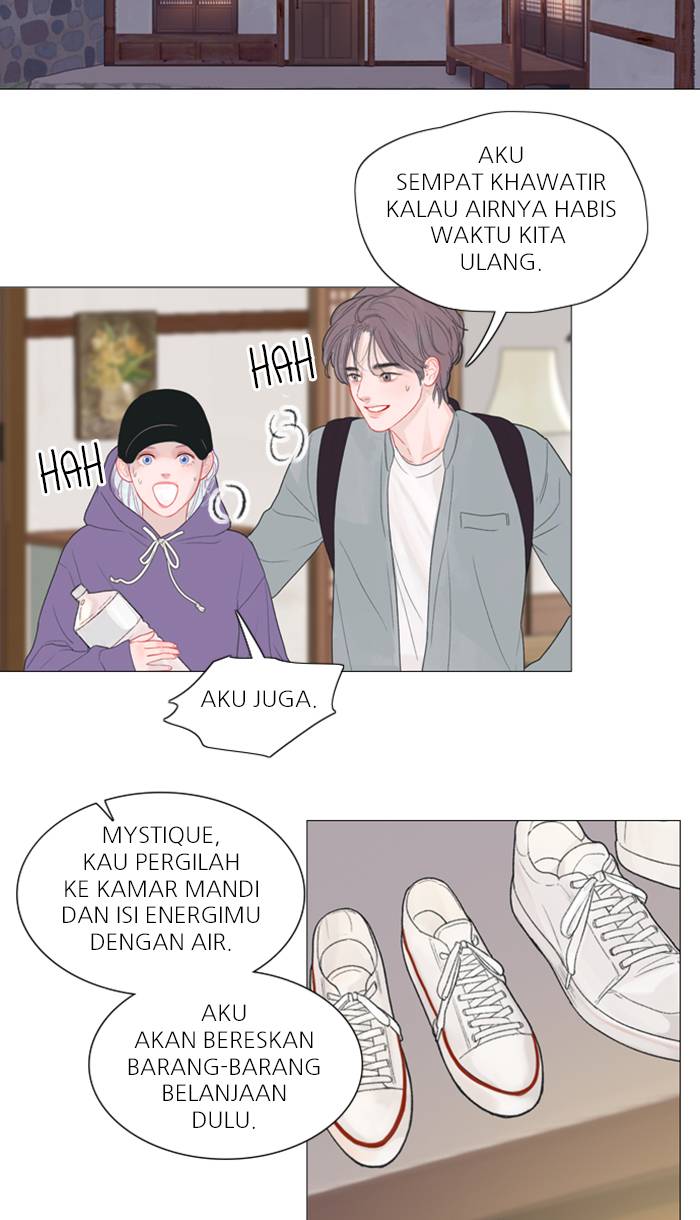 AKU
SEMPAT KHAWATIR
KALAU AIRNYA HABIS
WAKTU KITA
ULANG.
HAH
HAH
AKU JUGA.
MYSTIQUE,
KAU PERGILAH
KE KAMAR MANDI
DAN ISI ENERGIMU
DENGAN AIR.
AKU
AKAN BERESKAN
BARANG-BARANG
BELANJAAN
DULU.